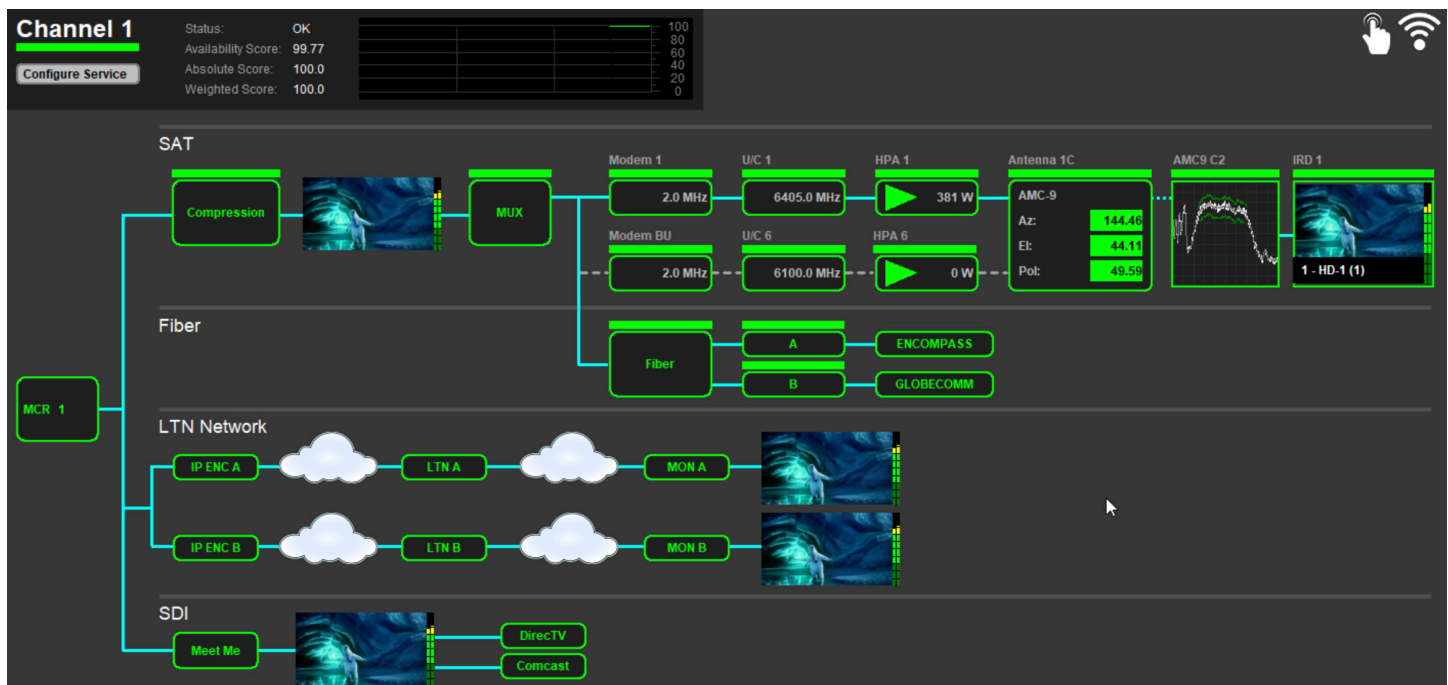 Channel 1
Configure Service
Status: OK
Availability Score: 99.77
Absolute Score: 100.0
Weighted Score: 100.0
100
80
60
40
20
0
SAT
Modem 1 U/C 1 HPA 1 Antenna 1C AMC9 C2 IRD 1
Compression
MUX
2.0 MHz 6405.0 MHz 381 W
AMC-9
Az: 144.46
El: 44.11
Pol: 49.59
Modem BU U/C 6 HPA 6
2.0 MHz 6100.0 MHz 0 W
1 - HD-1 (1)
Fiber
Fiber
A ENCOMPASS
B GLOBECOMM
MCR 1
LTN Network
IP ENC A LTN A MON A
IP ENC B LTN B MON B
SDI
Meet Me
DirecTV
Comcast